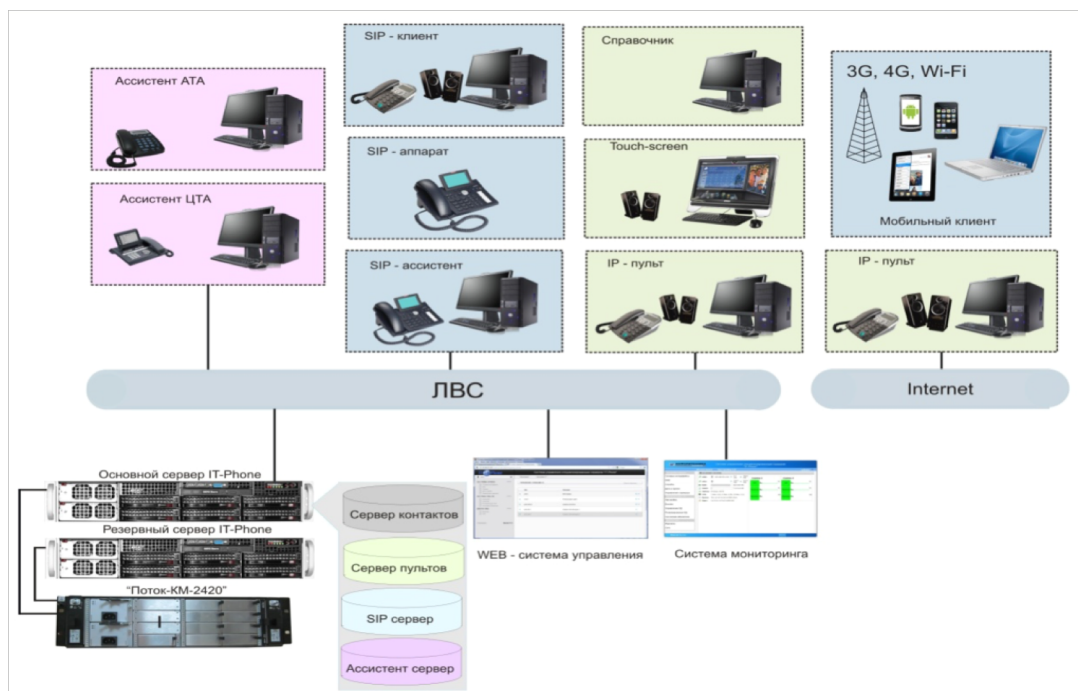 SIP - клиент
Справочник
Ассистент АТА
3G, 4G, Wi-Fi
SIP - аппарат
Touch-screen
Ассистент ЦТА
Мобильный клиент
SIP - ассистент
IP - пульт
IP - пульт
ЛВС
Internet
Основной сервер IT-Phone
Сервер контактов
Резервный сервер IT-Phone
WEB - система управления
Система мониторинга
Сервер пультов
"Поток-КМ-2420"
SIP сервер
Ассистент сервер